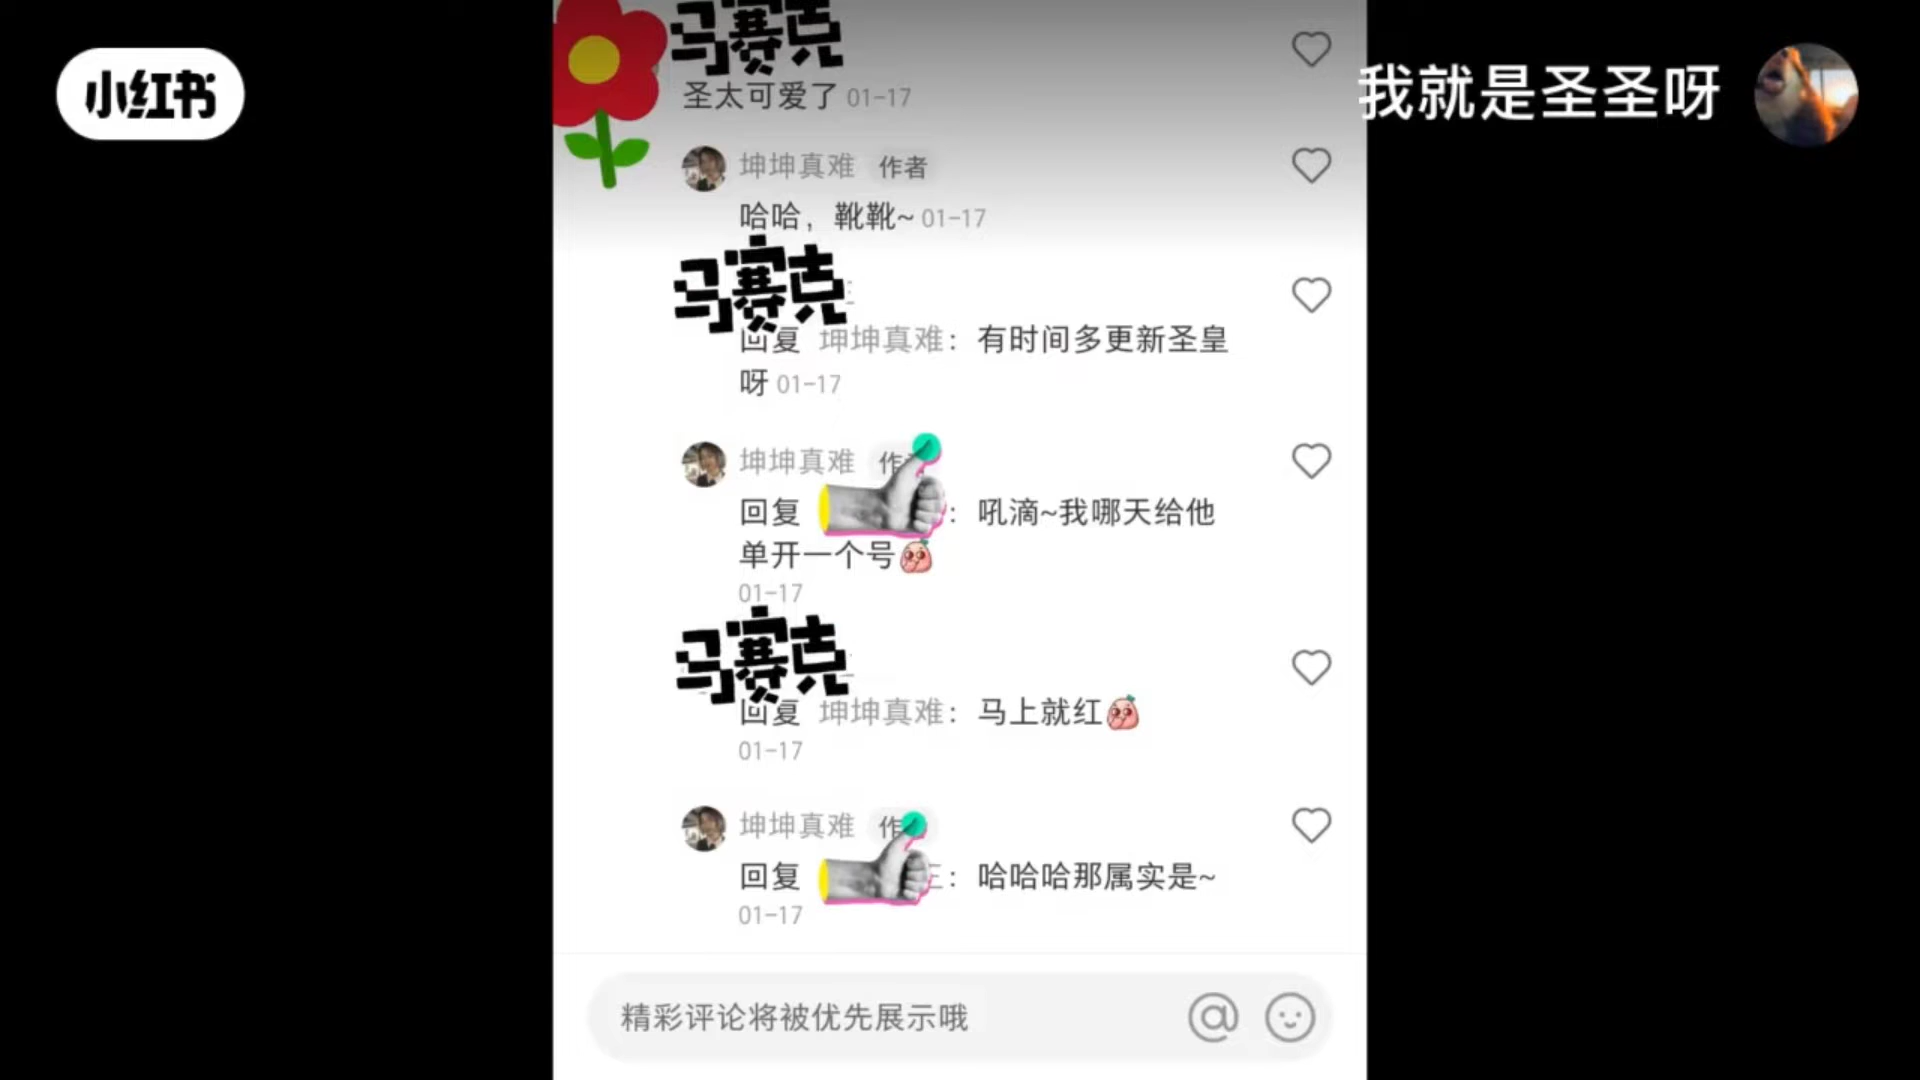 小红书
我就是圣圣呀
马赛克
圣太可爱了 01-17
坤坤真难 作者
哈哈，靴靴~ 01-17
马赛克
回复 坤坤真难：有时间多更新圣皇
呀 01-17
坤坤真难 作
回复 ：吼滴~我哪天给他
单开一个号
01-17
马赛克
回复 坤坤真难：马上就红
01-17
坤坤真难 作
回复 ：哈哈哈那属实是~
01-17
精彩评论将被优先展示哦